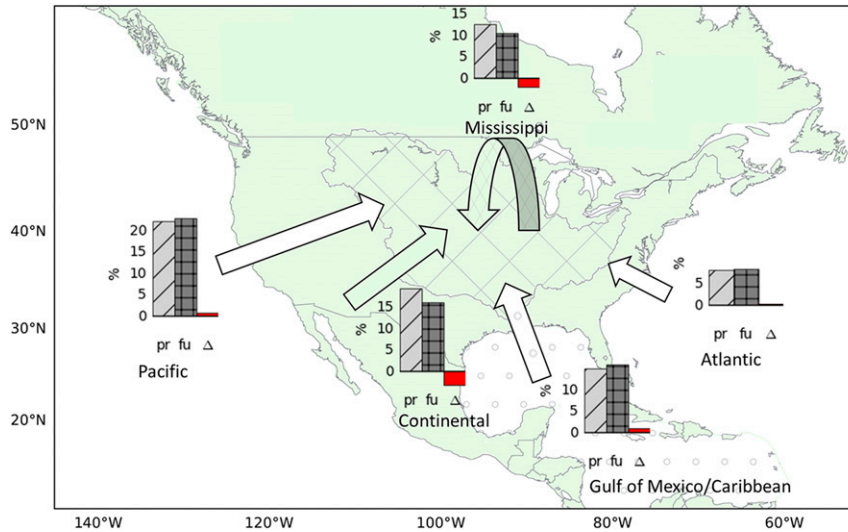 15
10
5
0
%
pr fu Δ
Mississippi
50°N
40°N
30°N
20°N
20
15
10
5
0
%
pr fu Δ
Pacific
15
10
5
0
%
pr fu Δ
Continental
5
0
%
pr fu Δ
Atlantic
10
5
0
%
pr fu Δ
Gulf of Mexico/Caribbean
140°W 120°W 100°W 80°W 60°W